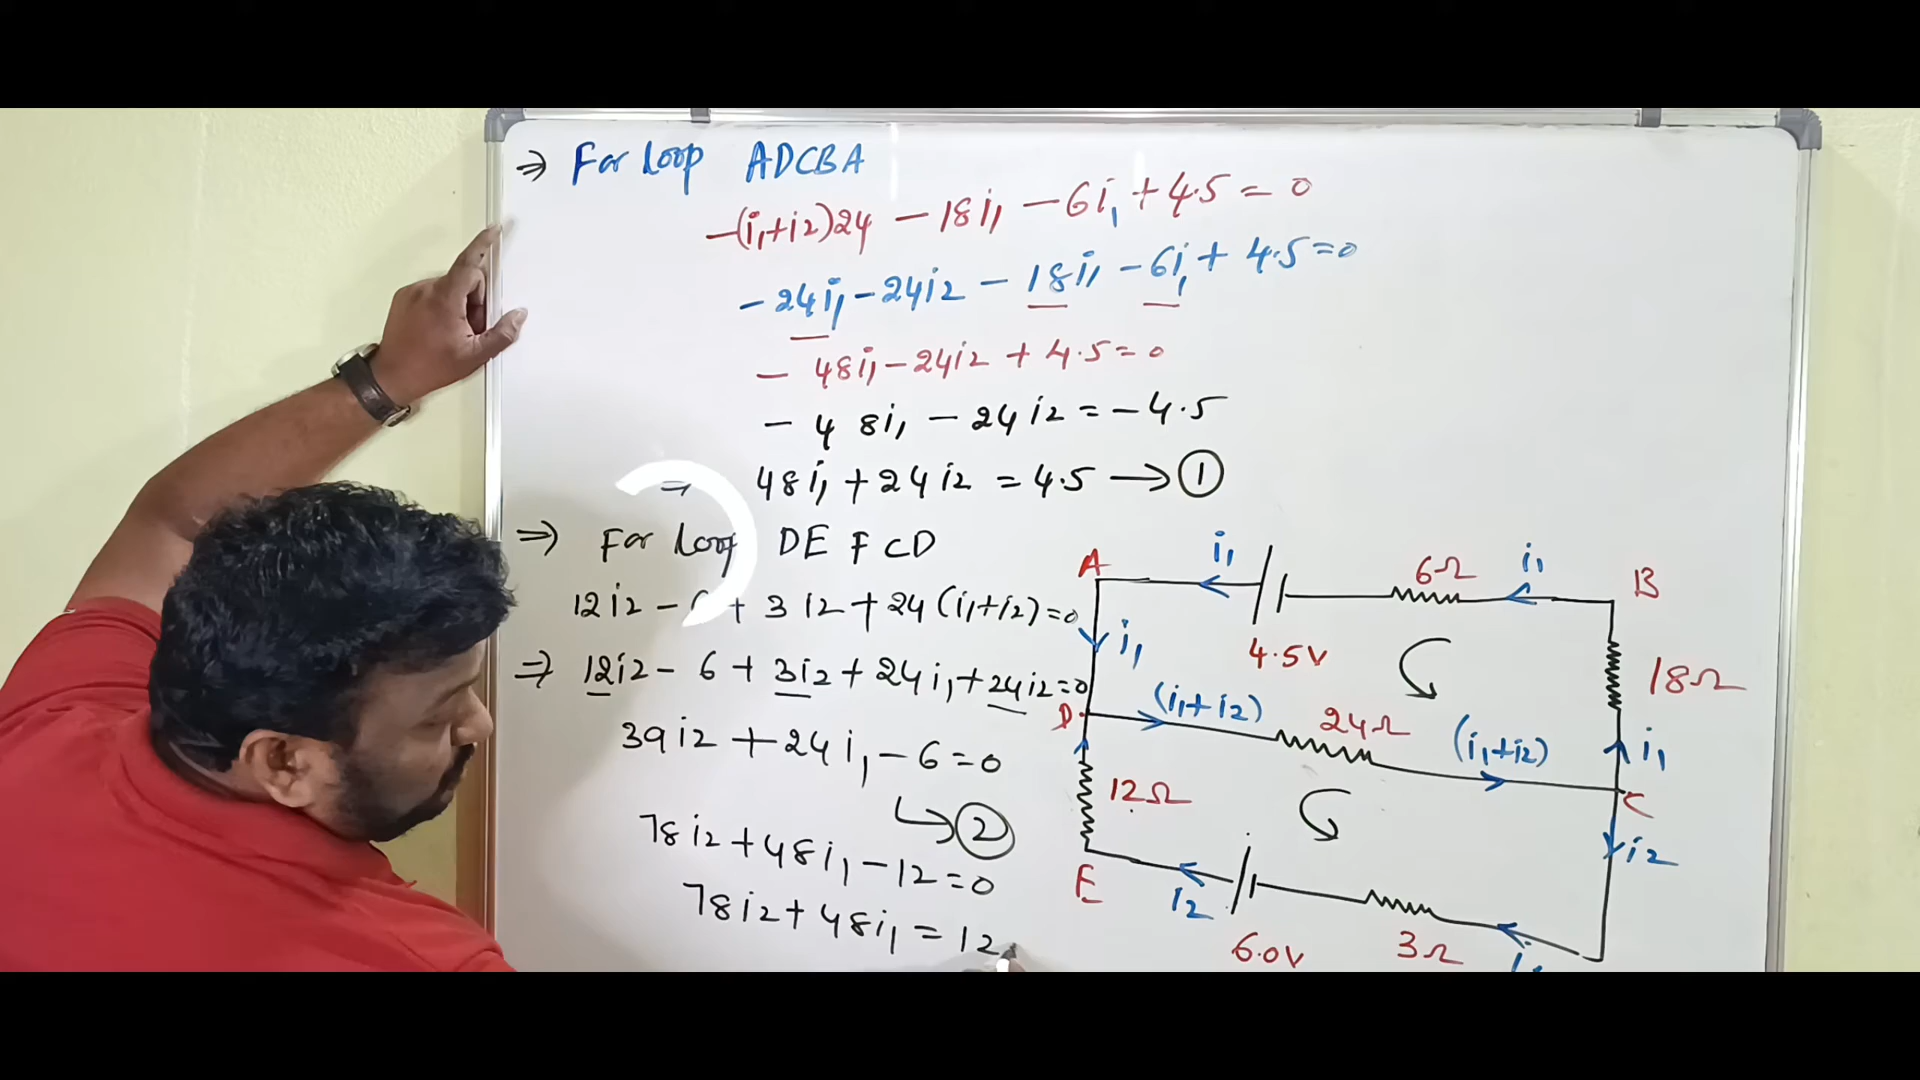 ⇒ For Loop ADCBA
-(i₁+i2)24 - 18i₁ - 6i₁ + 4.5 = 0
- 24i₁ - 24i2 - 18i₁ - 6i₁ + 4.5 = 0
- 48i₁ - 24i2 + 4.5 = 0
- 48i₁ - 24i2 = - 4.5
⇒ 48i₁ + 24i2 = 4.5 → ①
⇒ For Loop DEFCD
12i2 - 6 + 3i2 + 24(i₁+i2) = 0
⇒ 12i2 - 6 + 3i2 + 24i₁ + 24i2 = 0
39i2 + 24i₁ - 6 = 0
↳ ②
78i2 + 48i₁ - 12 = 0
78i2 + 48i₁ = 12
A i₁ 6Ω i₁ B
4.5V
i₁ 18Ω
D (i₁+i2) 24Ω (i₁+i2) i₁
12Ω C
i2
E i2
6.0V 3Ω